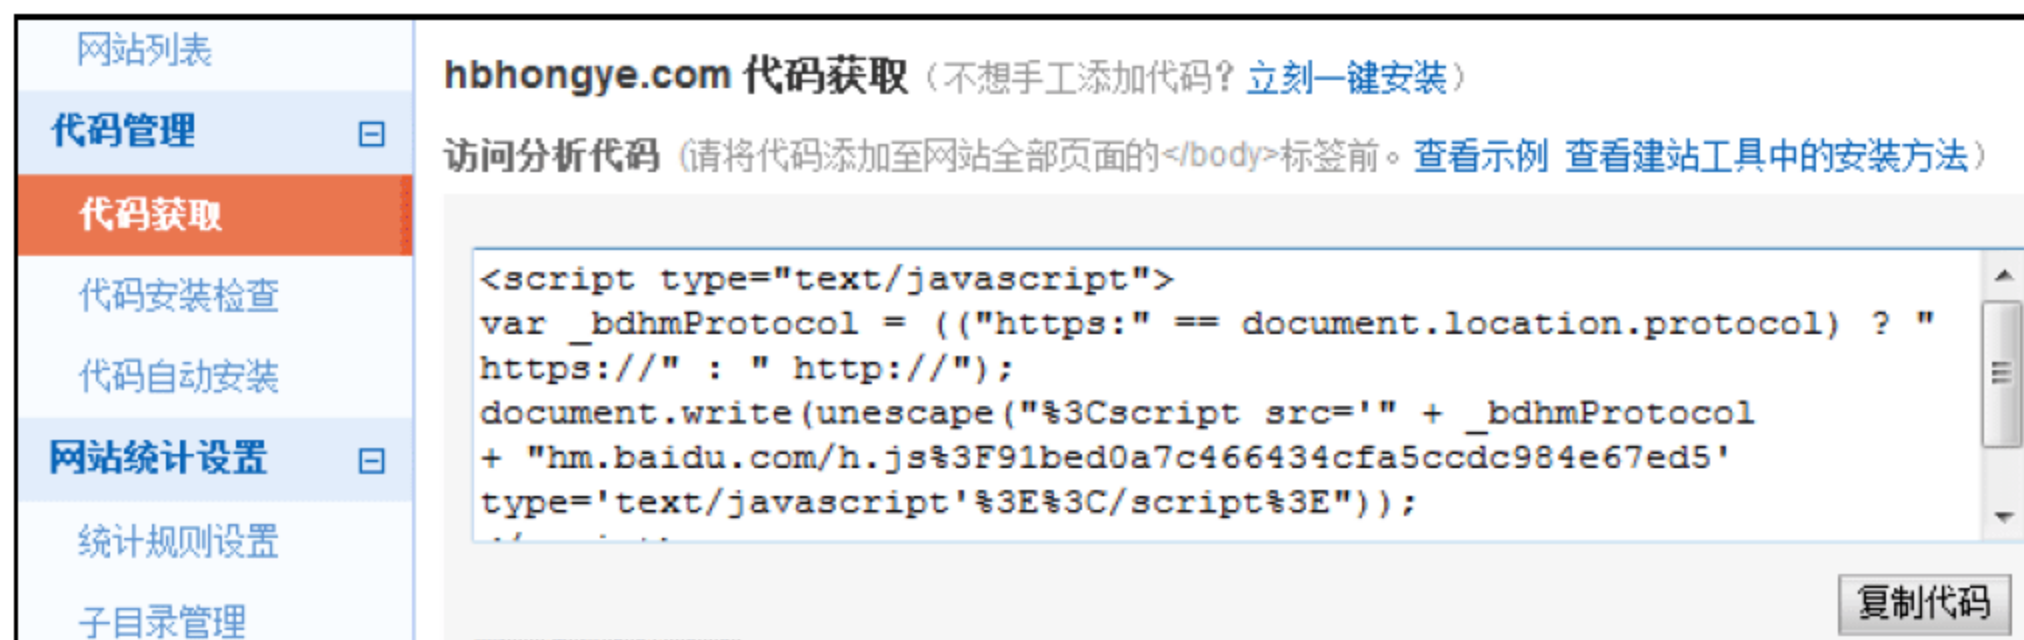 网站列表
代码管理
代码获取
代码安装检查
代码自动安装
网站统计设置
统计规则设置
子目录管理
hbhongye.com 代码获取（不想手工添加代码？立刻一键安装）
访问分析代码 (请将代码添加至网站全部页面的</body>标签前。查看示例 查看建站工具中的安装方法）
<script type="text/javascript">
var _bdhmProtocol = (("https:" == document.location.protocol) ? "
https://" : " http://");
document.write(unescape("%3Cscript src='" + _bdhmProtocol
+ "hm.baidu.com/h.js%3F91bed0a7c466434cfa5ccdc984e67ed5'
type='text/javascript'%3E%3C/script%3E"));
复制代码